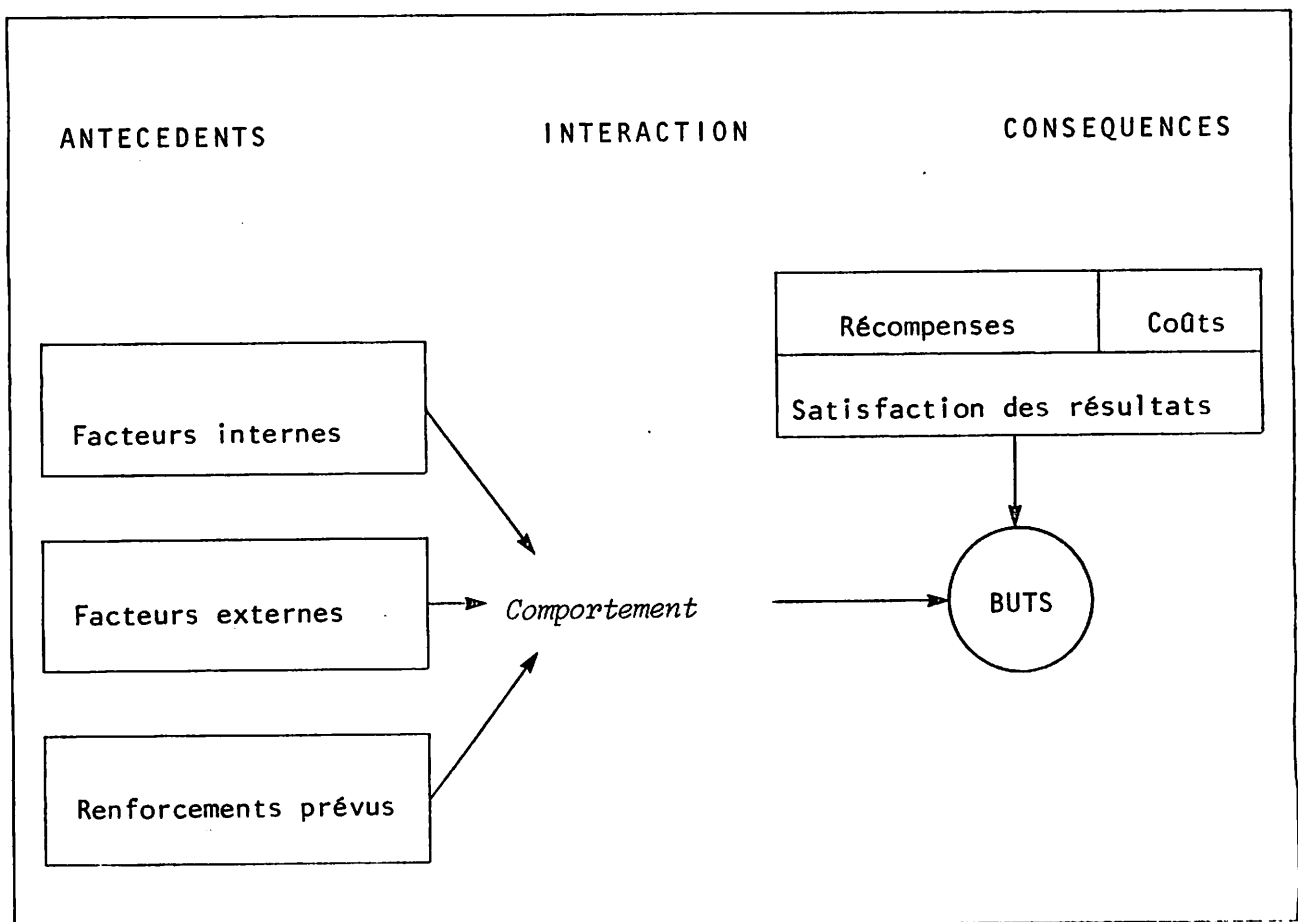 ANTECEDENTS INTERACTION CONSEQUENCES
Récompenses Coûts
Satisfaction des résultats
Facteurs internes
Facteurs externes
Comportement
BUTS
Renforcements prévus